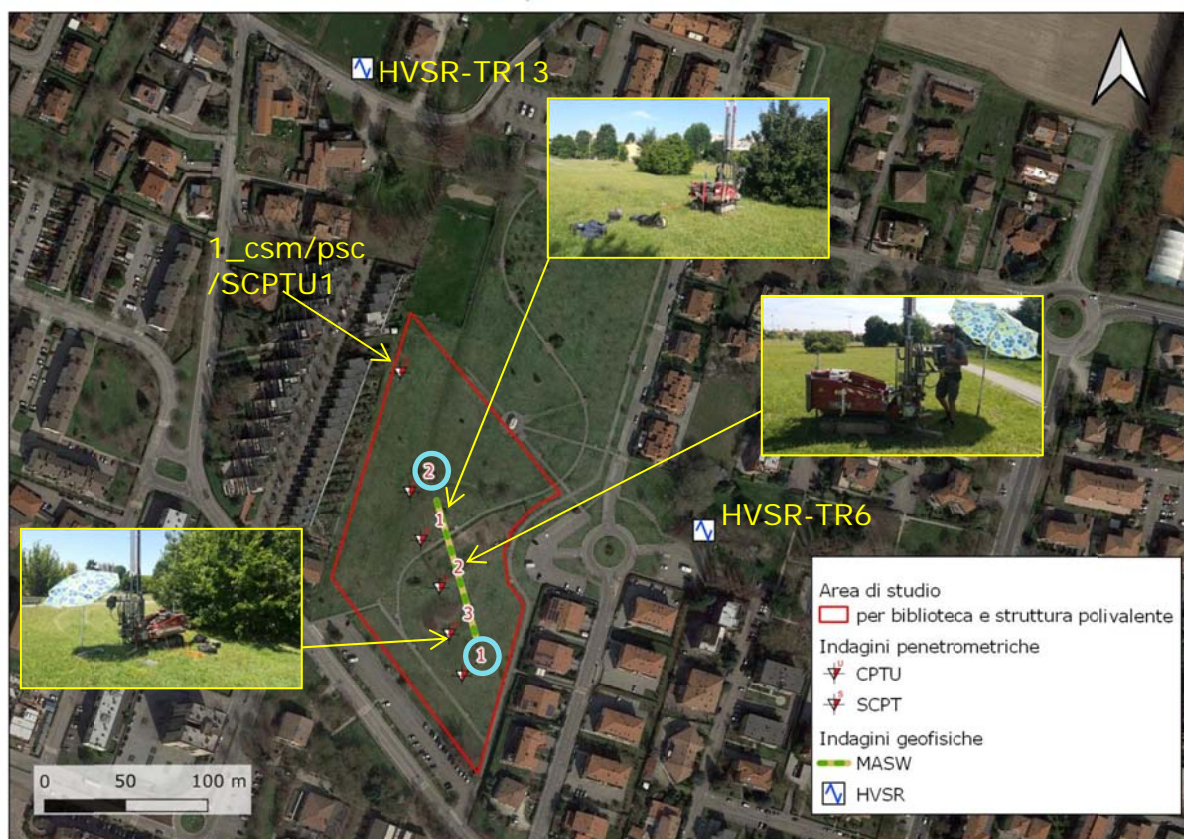 HVSR-TR13
1_csm/psc
/SCPTU1
2
1
2
3
1
HVSR-TR6
Area di studio
per biblioteca e struttura polivalente
Indagini penetrometriche
U
CPTU
S
SCPT
Indagini geofisiche
MASW
HVSR
0 50 100 m